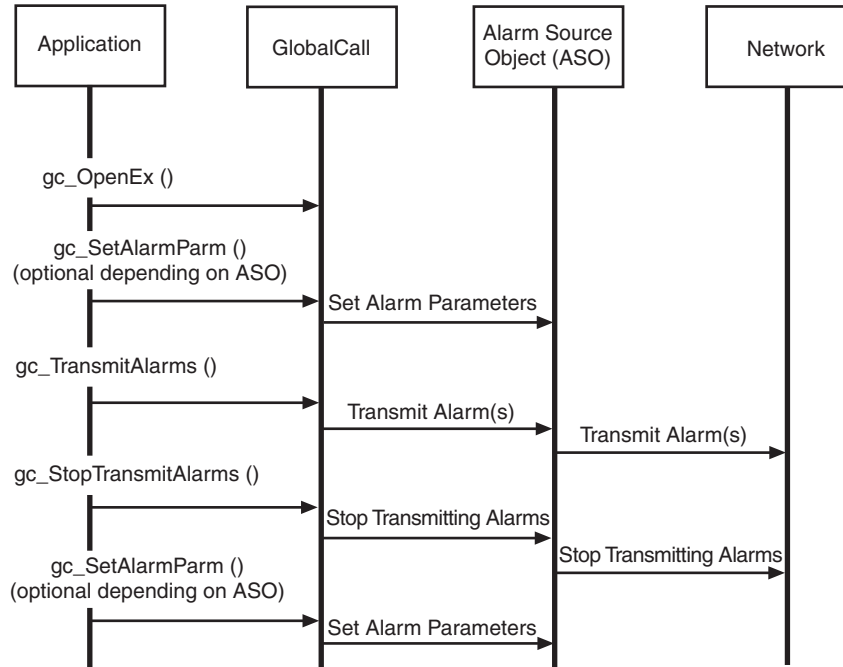 Application
GlobalCall
Alarm Source
Object (ASO)
Network
gc_OpenEx ()
gc_SetAlarmParm ()
(optional depending on ASO)
Set Alarm Parameters
gc_TransmitAlarms ()
Transmit Alarm(s)
Transmit Alarm(s)
gc_StopTransmitAlarms ()
Stop Transmitting Alarms
Stop Transmitting Alarms
gc_SetAlarmParm ()
(optional depending on ASO)
Set Alarm Parameters